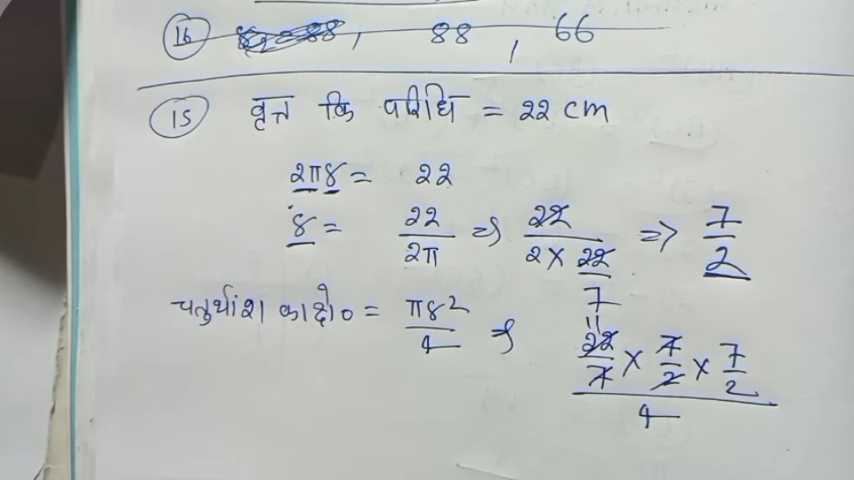 16 88, 66
15 वृत्त कि परिधि = 22 cm
2πr = 22
r = 22/2π ⇒ 22/(2 × 22/7) ⇒ 7/2
चतुर्थांश का क्षे० = πr²/4 ⇒ (22/7 × 7/2 × 7/2)/4
11